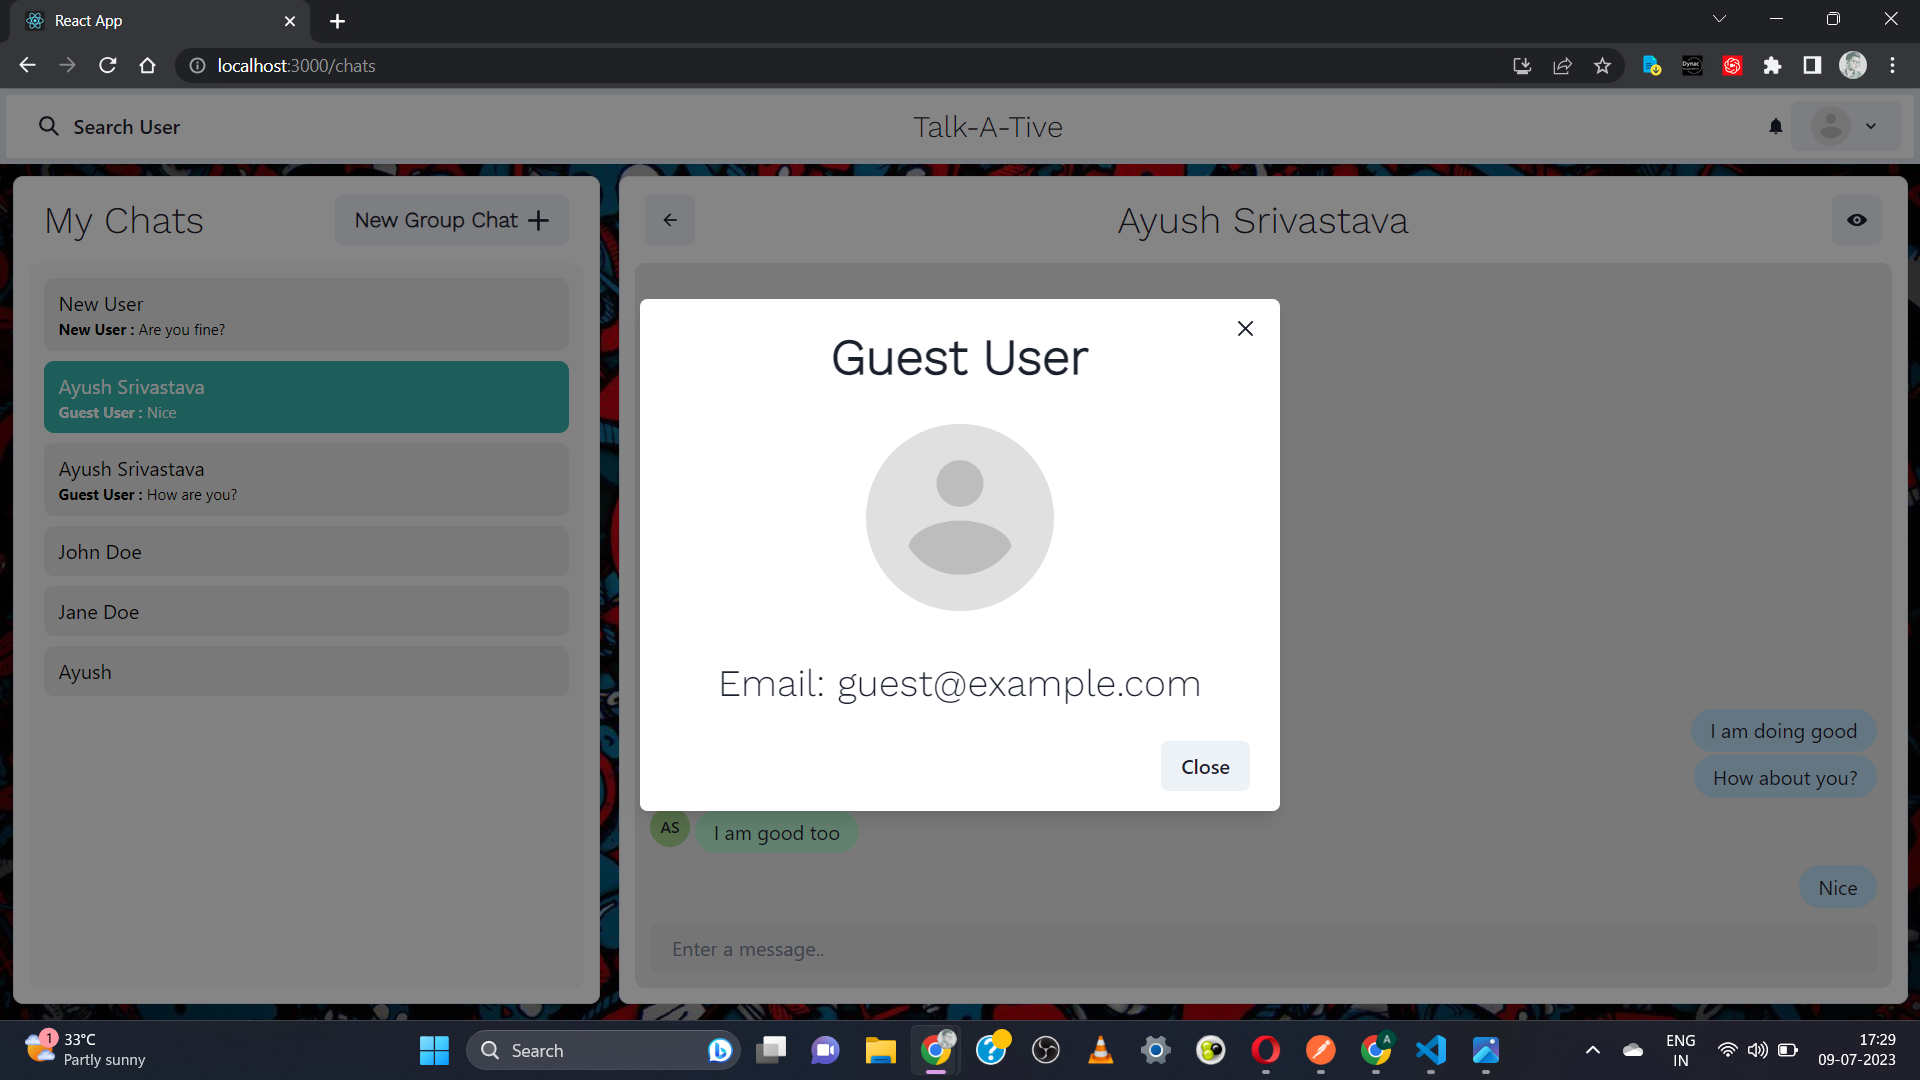 React App
localhost:3000/chats
Search User
Talk-A-Tive
My Chats
New Group Chat
New User
New User : Are you fine?
Ayush Srivastava
Guest User : Nice
Ayush Srivastava
Guest User : How are you?
John Doe
Jane Doe
Ayush
Ayush Srivastava
Guest User
Email: guest@example.com
Close
I am doing good
How about you?
AS
I am good too
Nice
Enter a message..
1
33°C
Partly sunny
Search
A
ENG
IN
17:29
09-07-2023